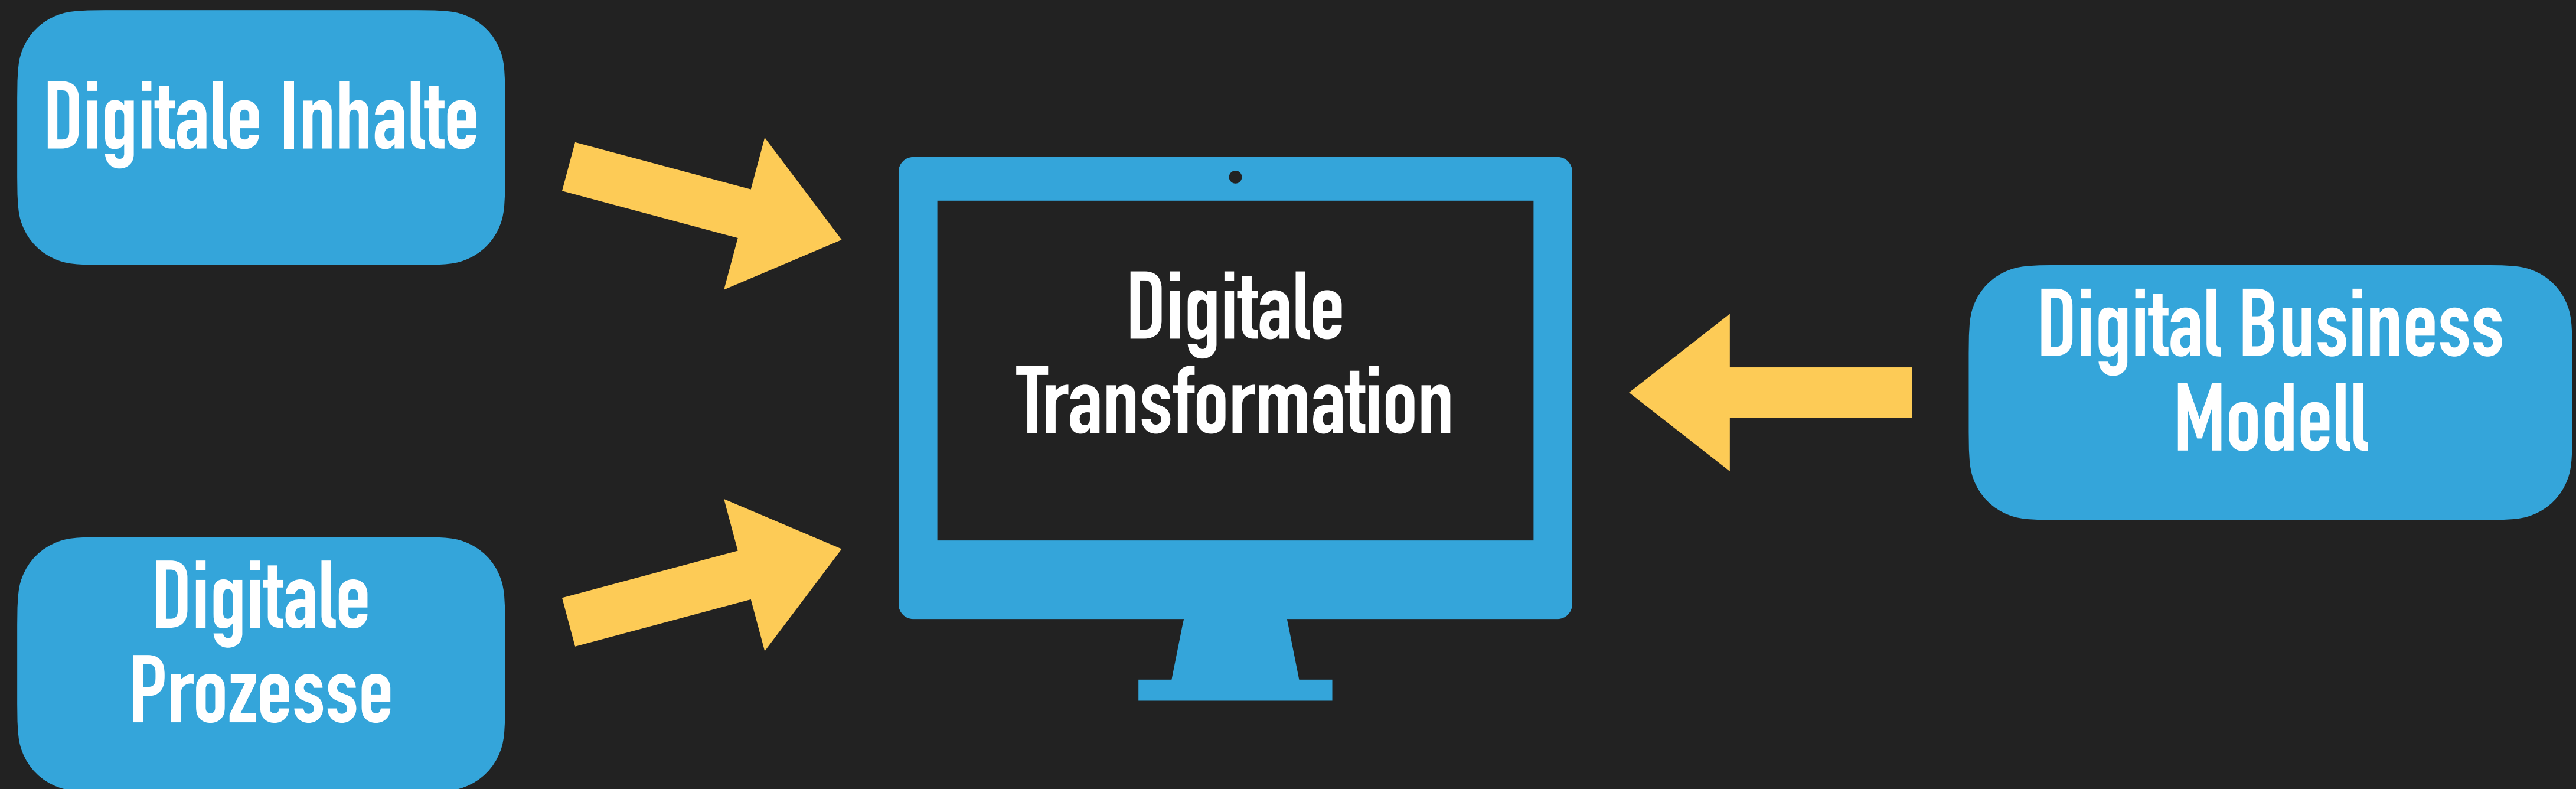 Digitale Inhalte
Digitale
Prozesse
Digitale
Transformation
Digital Business
Modell